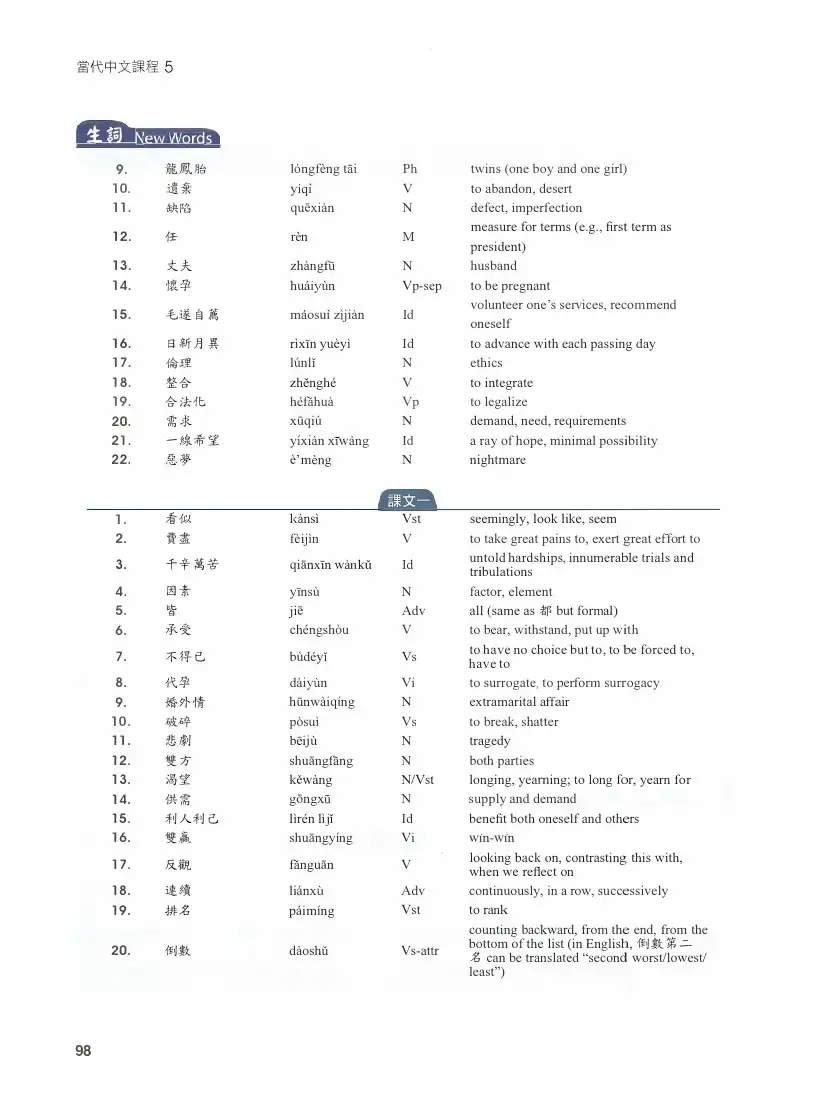 當代中文課程 5
生詞 New Words
9. 龍鳳胎 lóngfèng tāi Ph twins (one boy and one girl)
10. 遺棄 yíqì V to abandon, desert
11. 缺陷 quēxiàn N defect, imperfection
12. 任 rèn M measure for terms (e.g., first term as
president)
13. 丈夫 zhàngfū N husband
14. 懷孕 huáiyùn Vp-sep to be pregnant
15. 毛遂自薦 máosuì zìjiàn Id volunteer one's services, recommend
oneself
16. 日新月異 rìxīn yuèyì Id to advance with each passing day
17. 倫理 lúnlǐ N ethics
18. 整合 zhěnghé V to integrate
19. 合法化 héfǎhuà Vp to legalize
20. 需求 xūqiú N demand, need, requirements
21. 一線希望 yíxiàn xīwàng Id a ray of hope, minimal possibility
22. 惡夢 è'mèng N nightmare
課文一
1. 看似 kànsì Vst seemingly, look like, seem
2. 費盡 fèijìn V to take great pains to, exert great effort to
3. 千辛萬苦 qiānxīn wànkǔ Id untold hardships, innumerable trials and
tribulations
4. 因素 yīnsù N factor, element
5. 皆 jiē Adv all (same as 都 but formal)
6. 承受 chéngshòu V to bear, withstand, put up with
7. 不得已 bùdéyǐ Vs to have no choice but to, to be forced to,
have to
8. 代孕 dàiyùn Vi to surrogate, to perform surrogacy
9. 婚外情 hūnwàiqíng N extramarital affair
10. 破碎 pòsuì Vs to break, shatter
11. 悲劇 bēijù N tragedy
12. 雙方 shuāngfāng N both parties
13. 渴望 kěwàng N/Vst longing, yearning; to long for, yearn for
14. 供需 gōngxū N supply and demand
15. 利人利己 lìrén lìjǐ Id benefit both oneself and others
16. 雙贏 shuāngyíng Vi win-win
17. 反觀 fǎnguān V looking back on, contrasting this with,
when we reflect on
18. 連續 liánxù Adv continuously, in a row, successively
19. 排名 páimíng Vst to rank
20. 倒數 dàoshǔ Vs-attr counting backward, from the end, from the
bottom of the list (in English, 倒數第二
名 can be translated "second worst/lowest/
least")
98